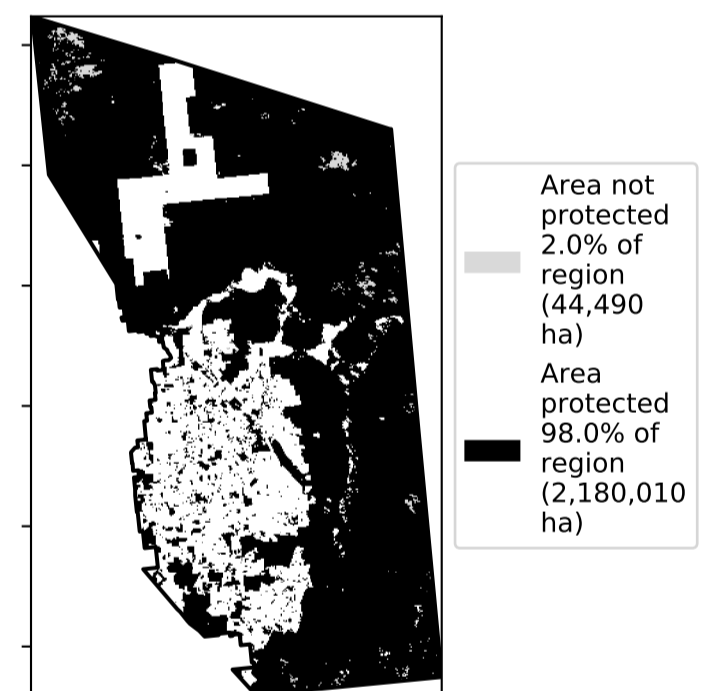 Area not
protected
2.0% of
region
(44,490
ha)
Area
protected
98.0% of
region
(2,180,010
ha)